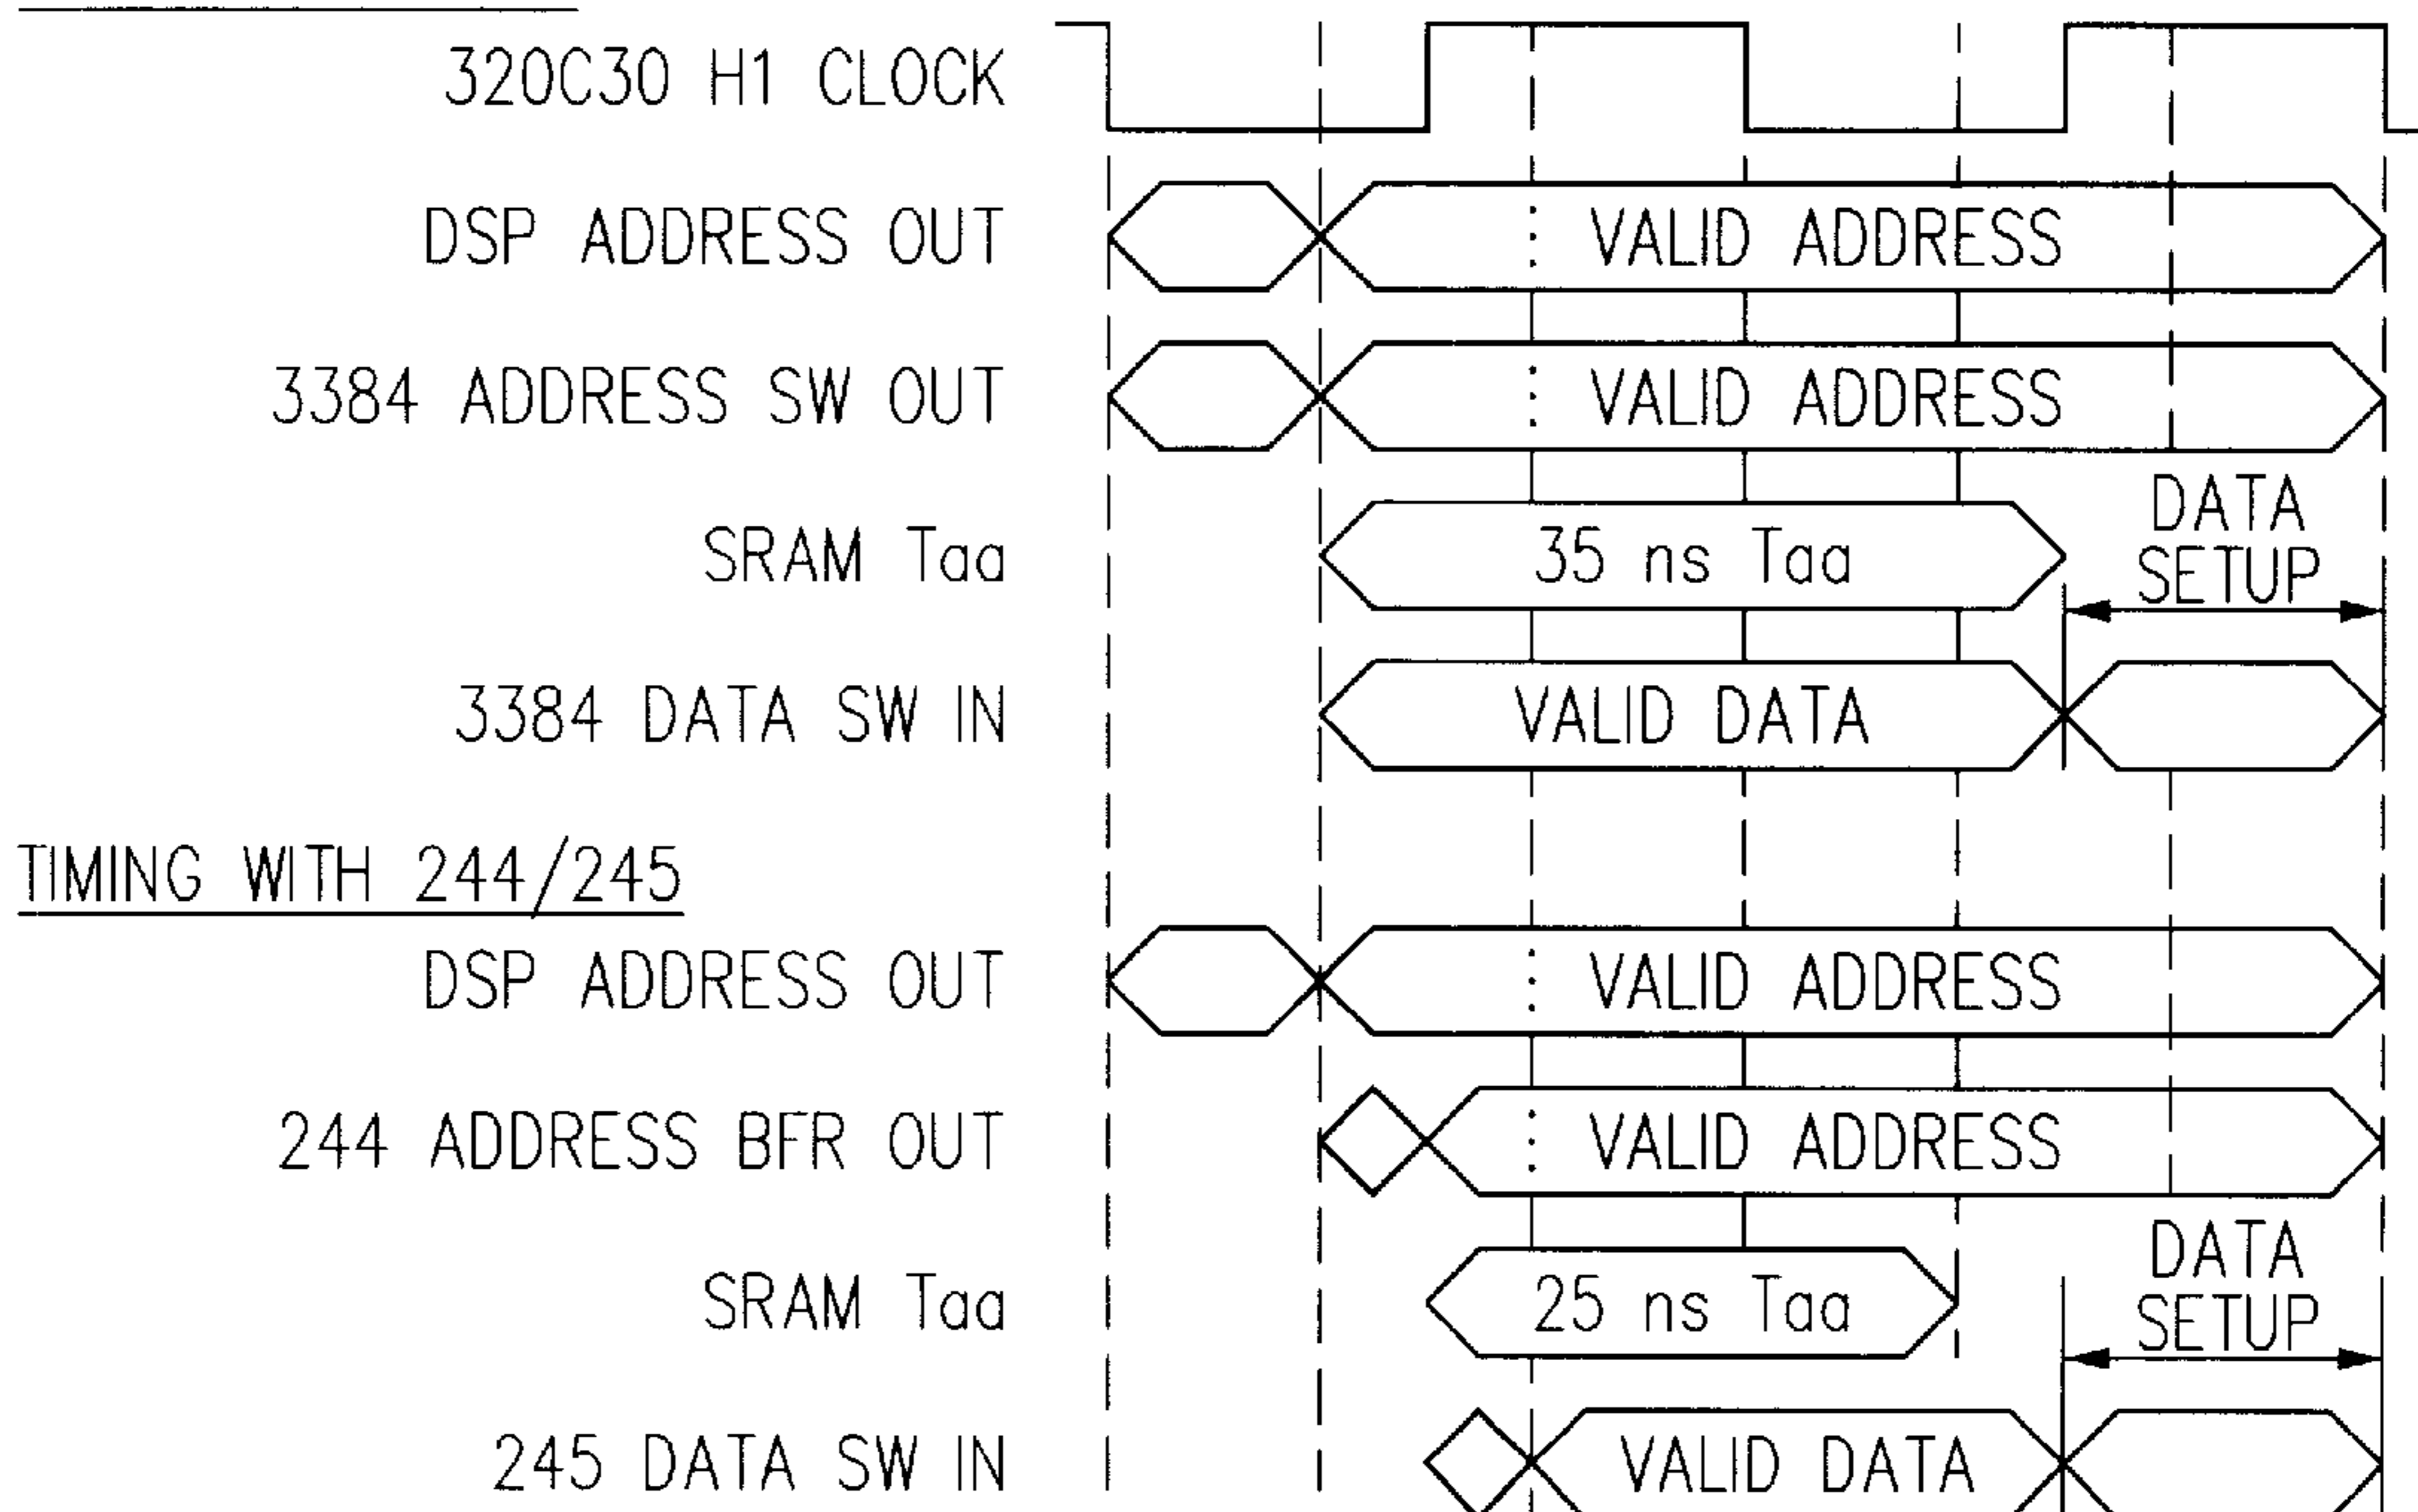 320C30 H1 CLOCK
DSP ADDRESS OUT
VALID ADDRESS
3384 ADDRESS SW OUT
VALID ADDRESS
SRAM Taa
35 ns Taa
DATA
SETUP
3384 DATA SW IN
VALID DATA
TIMING WITH 244/245
DSP ADDRESS OUT
VALID ADDRESS
244 ADDRESS BFR OUT
VALID ADDRESS
SRAM Taa
25 ns Taa
DATA
SETUP
245 DATA SW IN
VALID DATA